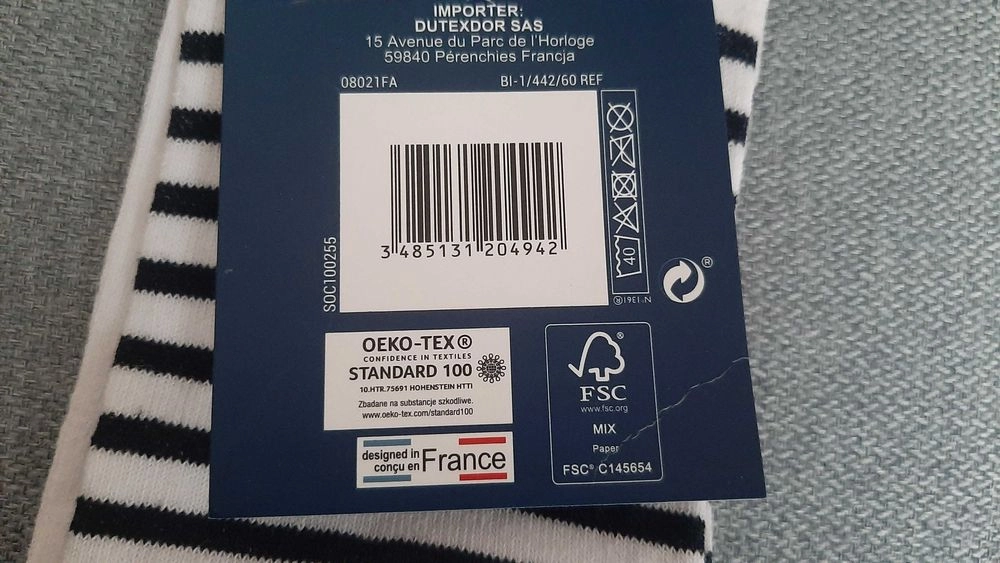 IMPORTER:
DUTEXDOR SAS
15 Avenue du Parc de l'Horloge
59840 Pérenchies Francja
08021FA
BI-1/442/60 REF
3 485131 204942
SOC100255
40
N°1361®
®
OEKO-TEX®
CONFIDENCE IN TEXTILES
STANDARD 100
10.HTR.75691 HOHENSTEIN HTTI
Zbadane na substancje szkodliwe.
www.oeko-tex.com/standard100
designed in
conçu en
France
®
FSC
www.fsc.org
MIX
Paper
FSC® C145654